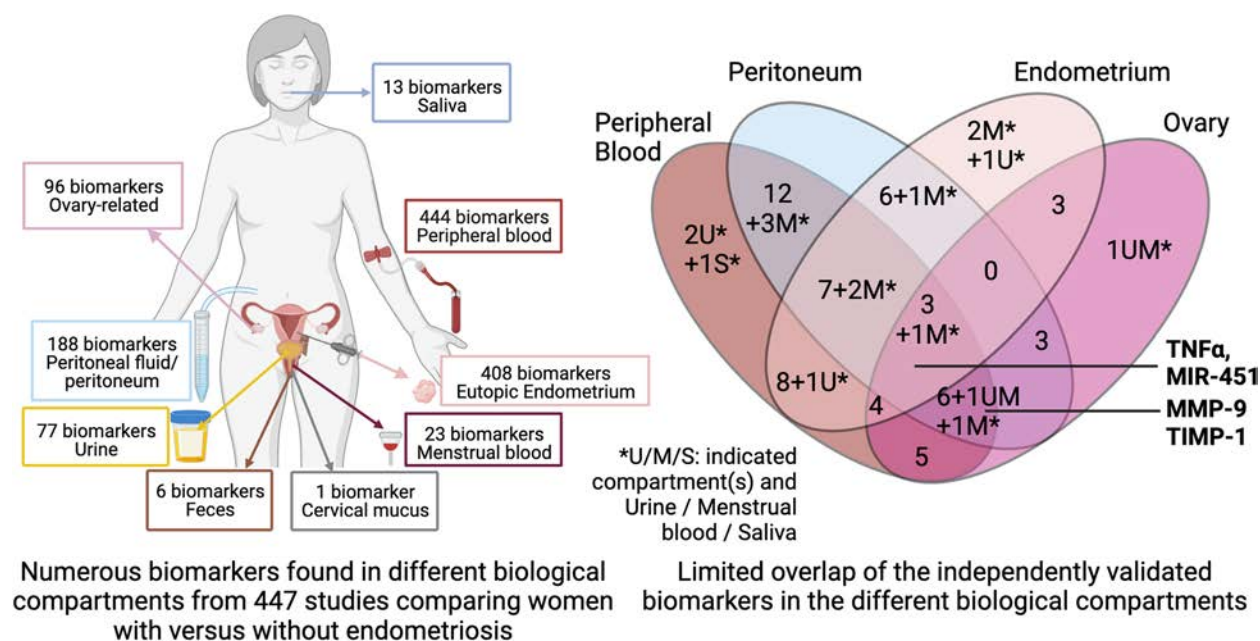 13 biomarkers
Saliva
96 biomarkers
Ovary-related
444 biomarkers
Peripheral blood
188 biomarkers
Peritoneal fluid/
peritoneum
408 biomarkers
Eutopic Endometrium
77 biomarkers
Urine
23 biomarkers
Menstrual blood
6 biomarkers
Feces
1 biomarker
Cervical mucus
Numerous biomarkers found in different biological
compartments from 447 studies comparing women
with versus without endometriosis
Peritoneum
Endometrium
Peripheral
Blood
Ovary
2M*
+1U*
12
+3M*
6+1M*
3
2U*
+1S*
1UM*
0
7+2M*
3
+1M*
3
8+1U*
4
6+1UM
+1M*
5
TNFα,
MIR-451
MMP-9
TIMP-1
*U/M/S: indicated
compartment(s) and
Urine / Menstrual
blood / Saliva
Limited overlap of the independently validated
biomarkers in the different biological compartments